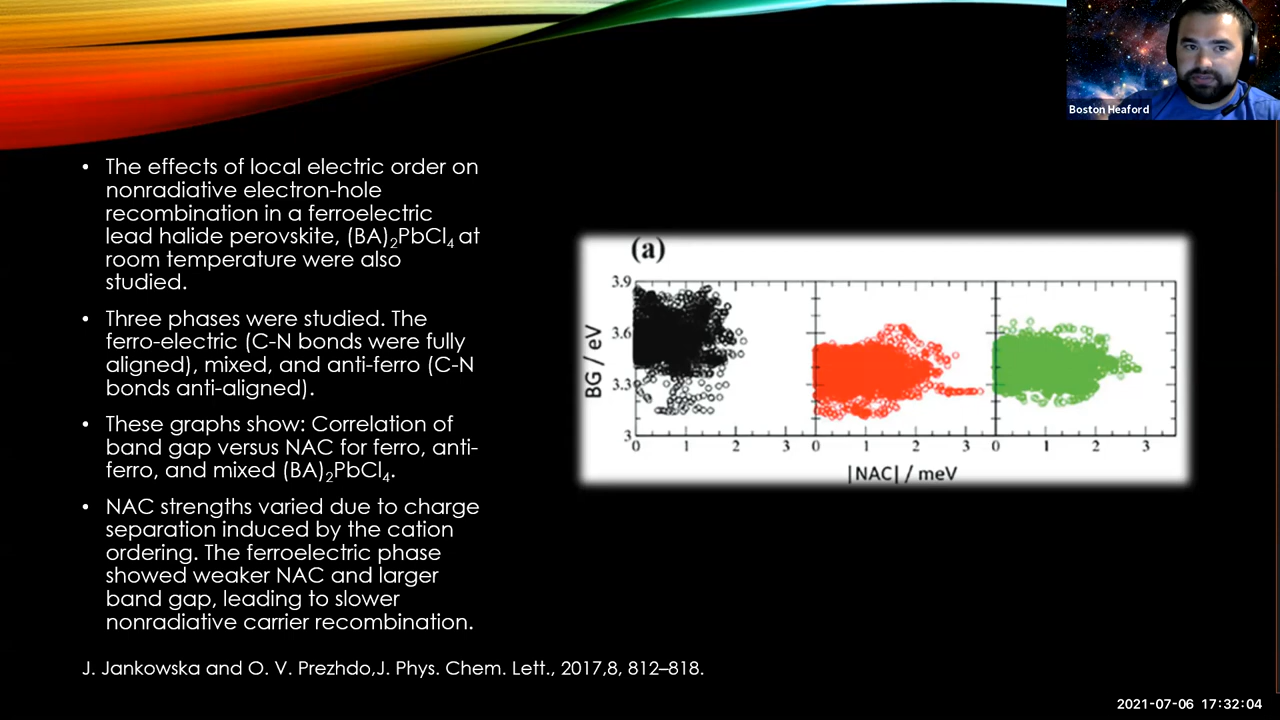 Boston Heaford
• The effects of local electric order on
nonradiative electron-hole
recombination in a ferroelectric
lead halide perovskite, (BA)₂PbCl₄ at
room temperature were also
studied.
• Three phases were studied. The
ferro-electric (C-N bonds were fully
aligned), mixed, and anti-ferro (C-N
bonds anti-aligned).
• These graphs show: Correlation of
band gap versus NAC for ferro, anti-
ferro, and mixed (BA)₂PbCl₄.
• NAC strengths varied due to charge
separation induced by the cation
ordering. The ferroelectric phase
showed weaker NAC and larger
band gap, leading to slower
nonradiative carrier recombination.
(a)
BG / eV
3.9
3.6
3.3
3
0 1 2 3 0 1 2 3 0 1 2 3
|NAC| / meV
J. Jankowska and O. V. Prezhdo,J. Phys. Chem. Lett., 2017,8, 812–818.
2021-07-06 17:32:04